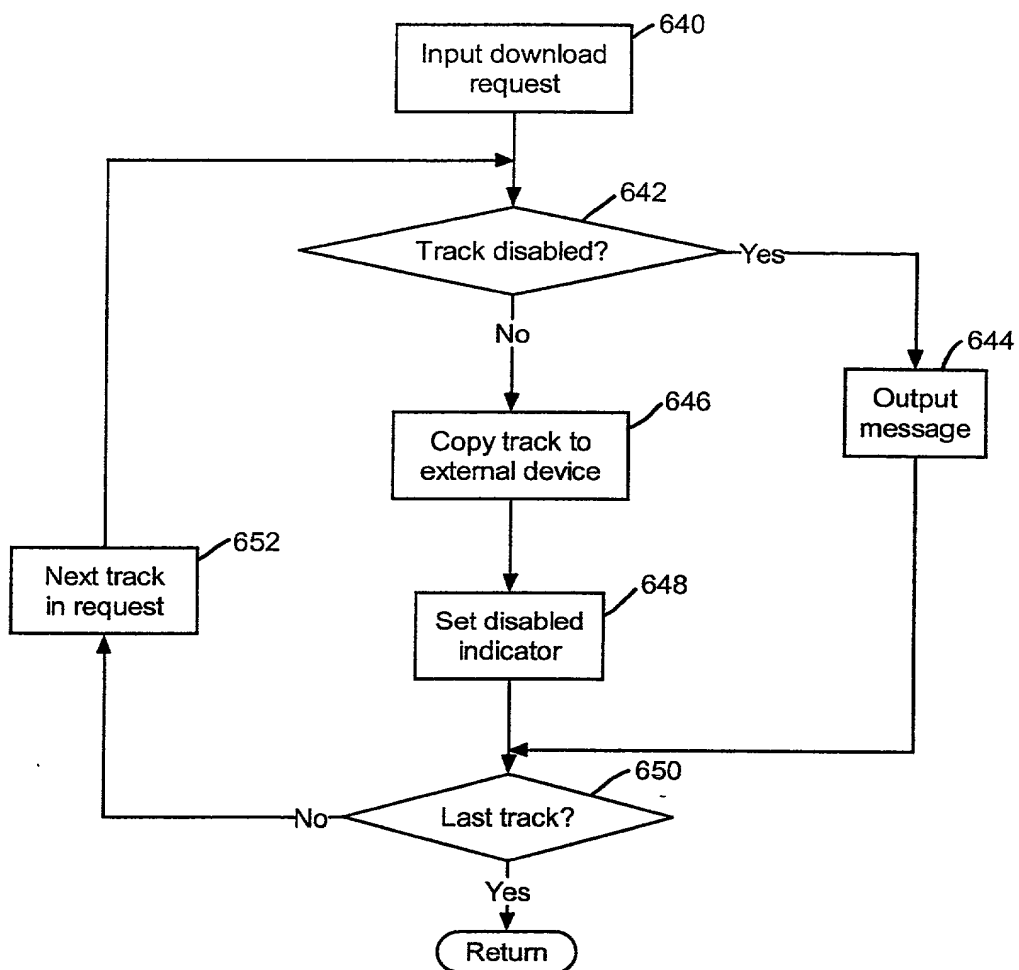 640
Input download
request
642
Track disabled?
Yes
No
644
Output
message
646
Copy track to
external device
652
Next track
in request
648
Set disabled
indicator
650
Last track?
No
Yes
Return